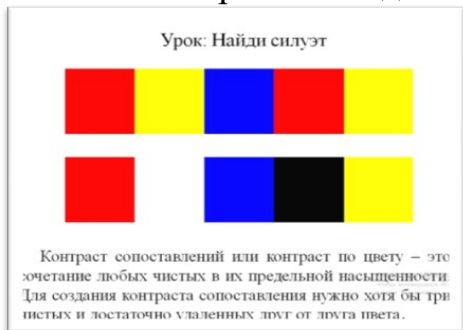 Урок: Найди силуэт
Контраст сопоставлений или контраст по цвету – это
сочетание любых чистых в их предельной насыщенности.
Для создания контраста сопоставления нужно хотя бы три
чистых и достаточно удаленных друг от друга цвета.